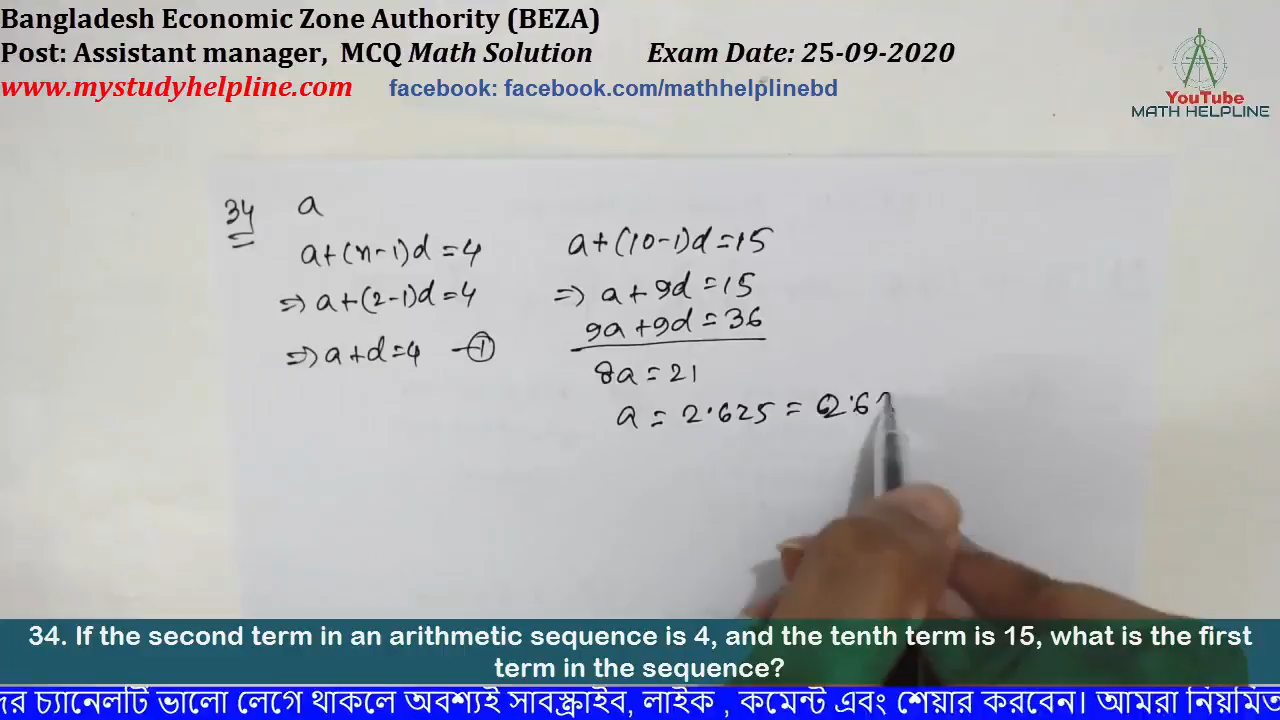 Bangladesh Economic Zone Authority (BEZA)
Post: Assistant manager, MCQ Math Solution Exam Date: 25-09-2020
www.mystudyhelpline.com facebook: facebook.com/mathhelplinebd
YouTube
MATH HELPLINE
34 a
a+(n-1)d=4
⇒ a+(2-1)d=4
⇒ a+d=4 —①
a+(10-1)d=15
⇒ a+9d=15
9a+9d=36
8a=21
a=2.625=2.6
34. If the second term in an arithmetic sequence is 4, and the tenth term is 15, what is the first
term in the sequence?
দের চ্যানেলটি ভালো লেগে থাকলে অবশ্যই সাবস্ক্রাইব, লাইক , কমেন্ট এবং শেয়ার করবেন। আমরা নিয়মিত